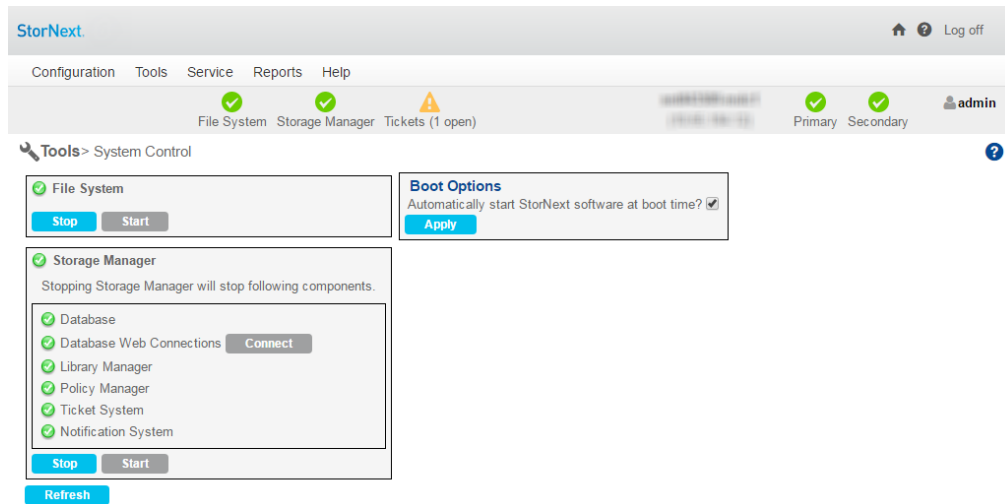 StorNext.
Log off
Configuration Tools Service Reports Help
File System Storage Manager Tickets (1 open) Primary Secondary admin
Tools> System Control
File System
Stop Start
Boot Options
Automatically start StorNext software at boot time?
Apply
Storage Manager
Stopping Storage Manager will stop following components.
Database
Database Web Connections Connect
Library Manager
Policy Manager
Ticket System
Notification System
Stop Start
Refresh